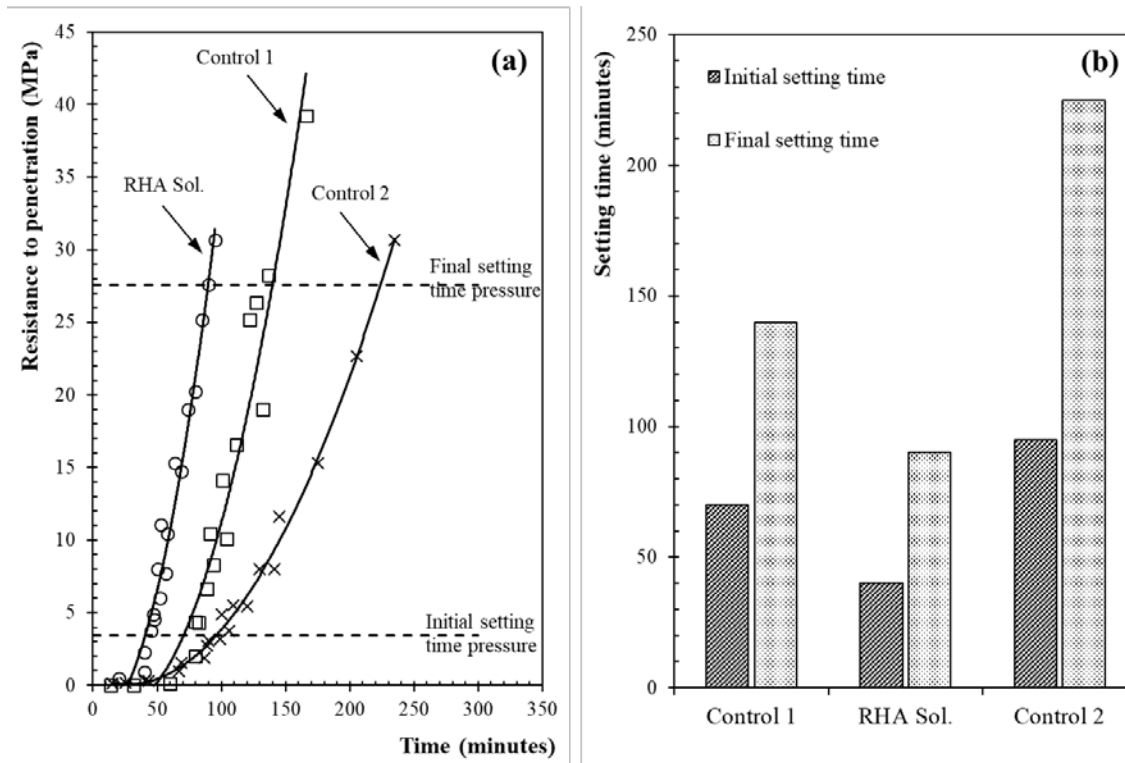 (a)
Resistance to penetration (MPa)
45
40
35
30
25
20
15
10
5
0
Control 1
RHA Sol.
Control 2
Final setting
time pressure
Initial setting
time pressure
0 50 100 150 200 250 300 350
Time (minutes)
(b)
Setting time (minutes)
250
200
150
100
50
0
Initial setting time
Final setting time
Control 1 RHA Sol. Control 2